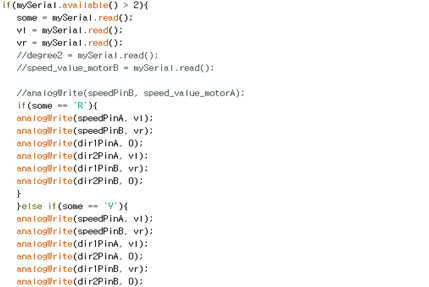 if(mySerial.available() > 2){
some = mySerial.read();
vl = mySerial.read();
vr = mySerial.read();
//degree2 = mySerial.read();
//speed_value_motorB = mySerial.read();
//analogWrite(speedPinB, speed_value_motorA);
if(some == 'R'){
analogWrite(speedPinA, vl);
analogWrite(speedPinB, vr);
analogWrite(dir1PinA, 0);
analogWrite(dir2PinA, vl);
analogWrite(dir1PinB, vr);
analogWrite(dir2PinB, 0);
}
}else if(some == 'V'){
analogWrite(speedPinA, vl);
analogWrite(speedPinB, vr);
analogWrite(dir1PinA, vl);
analogWrite(dir2PinA, 0);
analogWrite(dir1PinB, vr);
analogWrite(dir2PinB, 0);